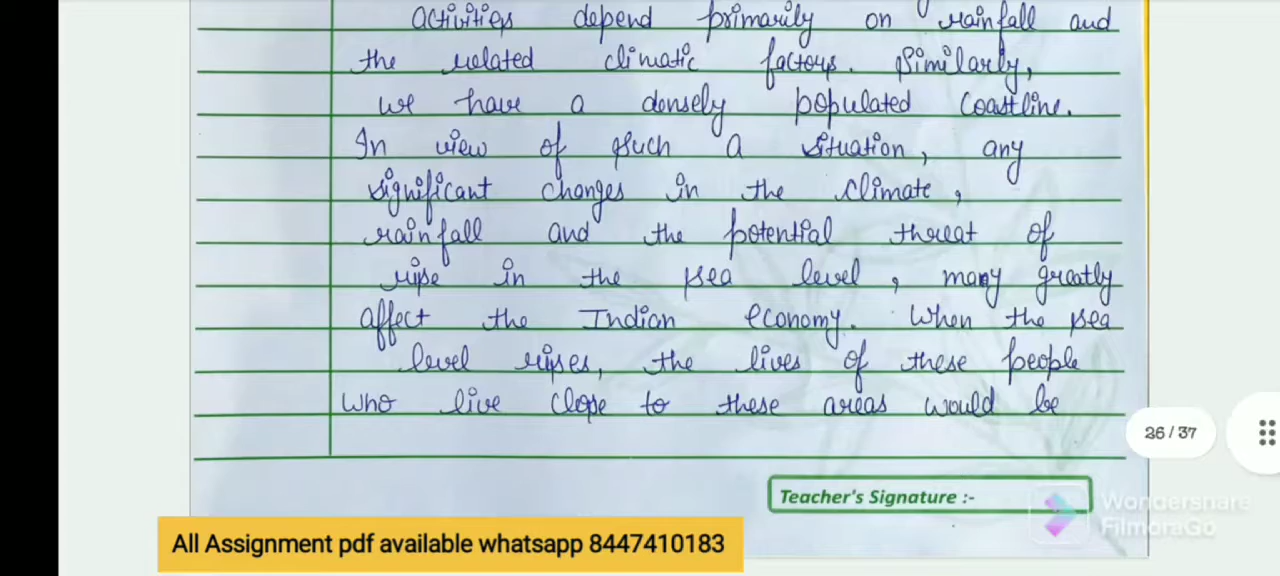 activities depend primarily on rainfall and
the related climatic factors. Similarly,
we have a densely populated coastline.
In view of such a situation, any
significant changes in the climate,
rainfall and the potential threat of
rise in the sea level, many greatly
affect the Indian economy. When the sea
level rises, the lives of these people
who live close to these areas would be
26 / 37
Teacher's Signature :-
Wondershare
FilmoraGo
All Assignment pdf available whatsapp 8447410183